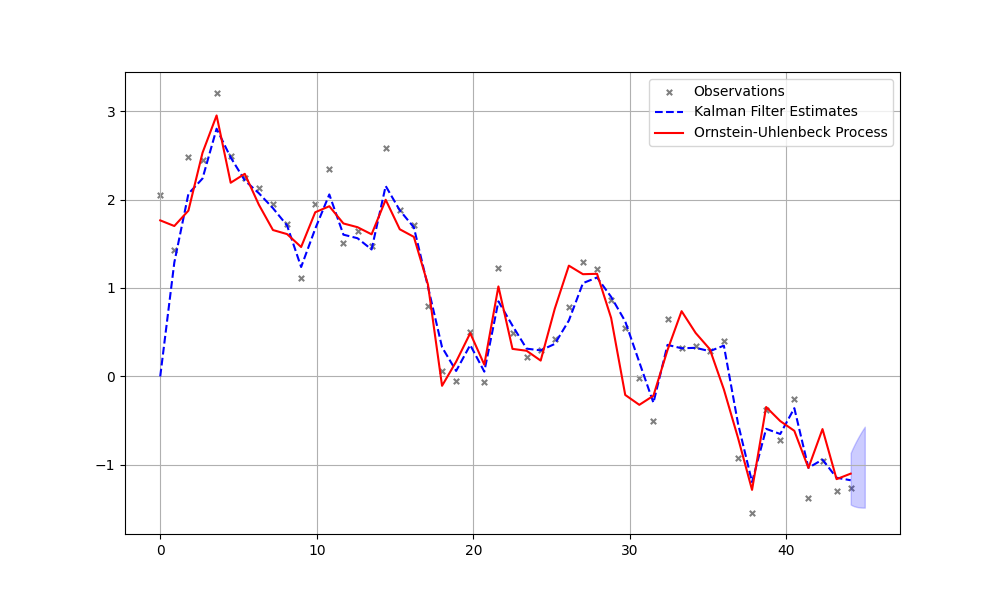 Observations
Kalman Filter Estimates
Ornstein-Uhlenbeck Process
3
2
1
0
−1
0 10 20 30 40